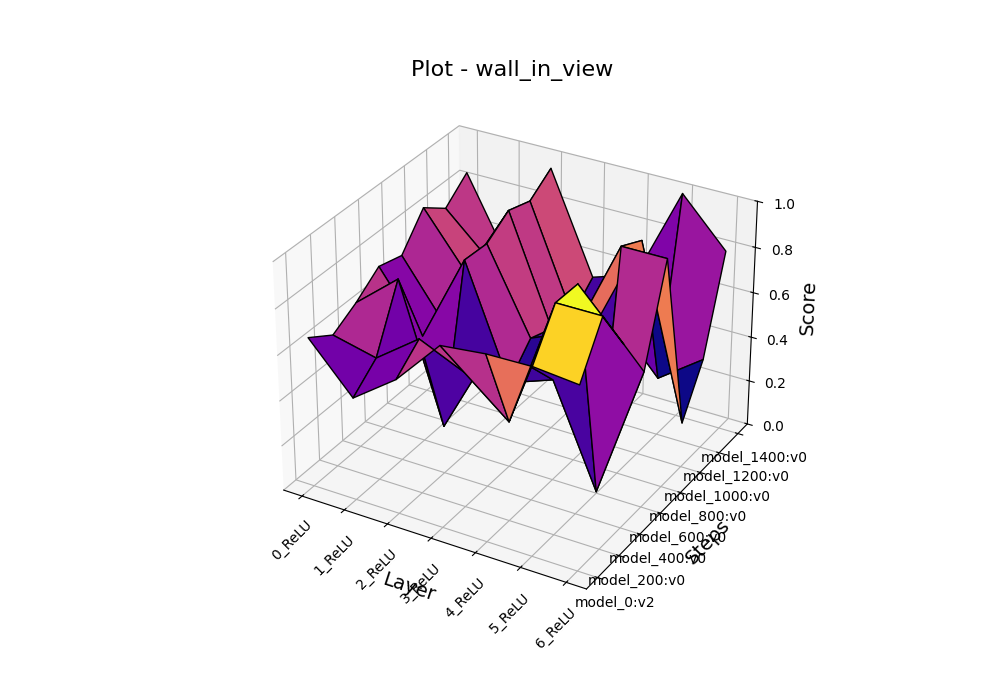 Plot - wall_in_view
1.0
0.8
0.6
0.4
0.2
0.0
Score
model_1400:v0
model_1200:v0
model_1000:v0
model_800:v0
model_600:v0
model_400:v0
model_200:v0
model_0:v2
steps
0_ReLU
1_ReLU
2_ReLU
3_ReLU
4_ReLU
5_ReLU
6_ReLU
Layer